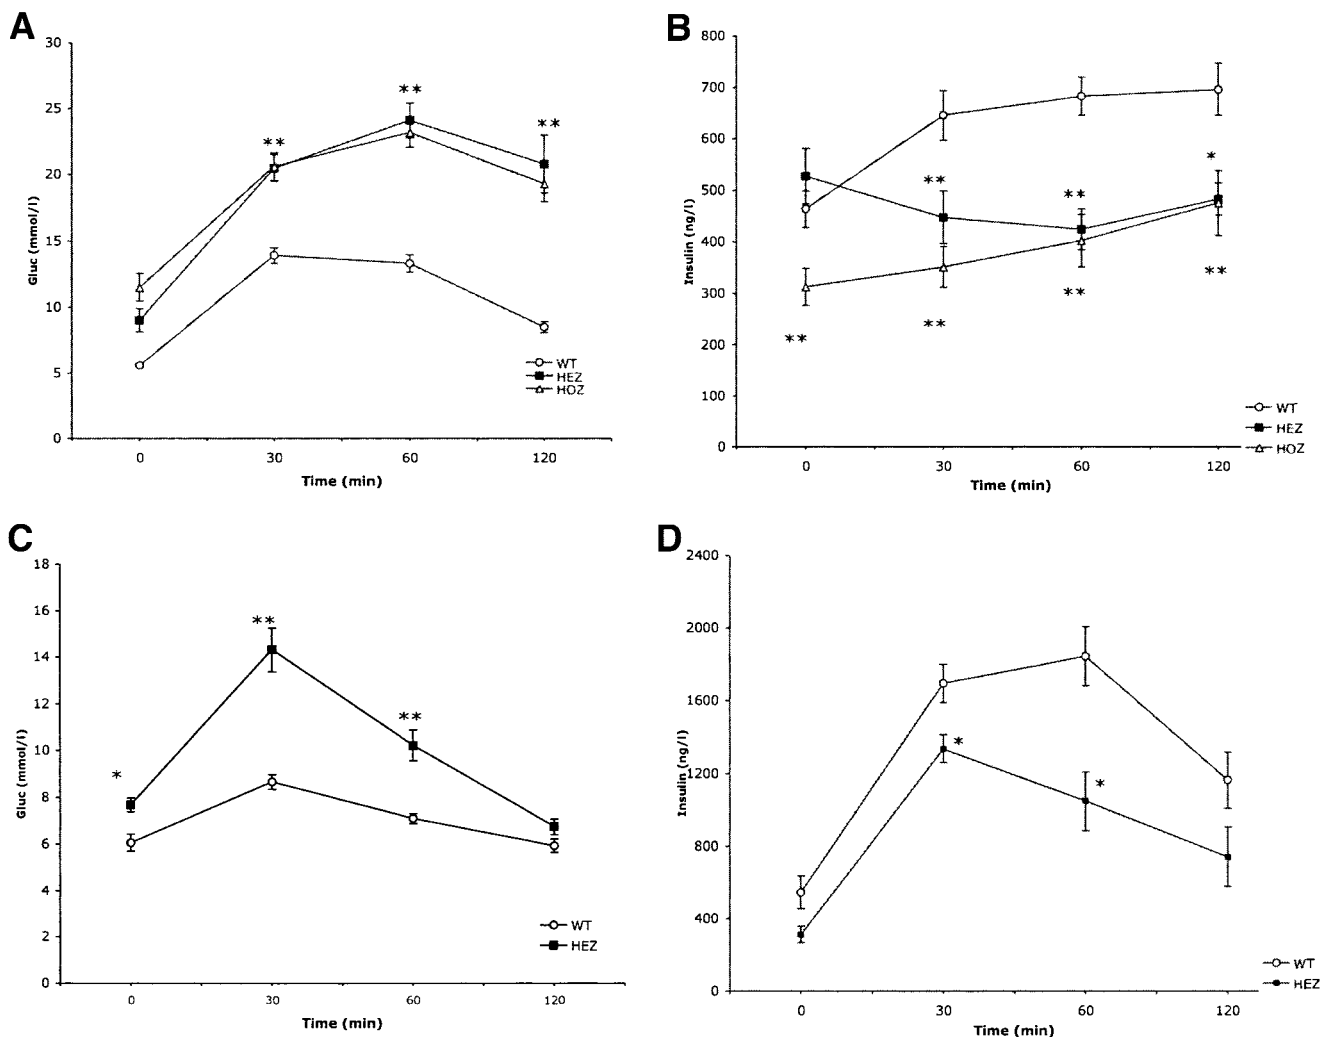 A
30
25
20
15
10
5
0
Gluc (mmol/l)
**
**
**
WT
HEZ
HOZ
0 30 60 120
Time (min)
B
800
700
600
500
400
300
200
100
0
Insulin (ng/l)
**
**
*
**
**
**
**
WT
HEZ
HOZ
0 30 60 120
Time (min)
C
18
16
14
12
10
8
6
4
2
0
Gluc (mmol/l)
*
**
**
WT
HEZ
0 30 60 120
Time (min)
D
2400
2000
1600
1200
800
400
0
Insulin (ng/l)
*
*
WT
HEZ
0 30 60 120
Time (min)